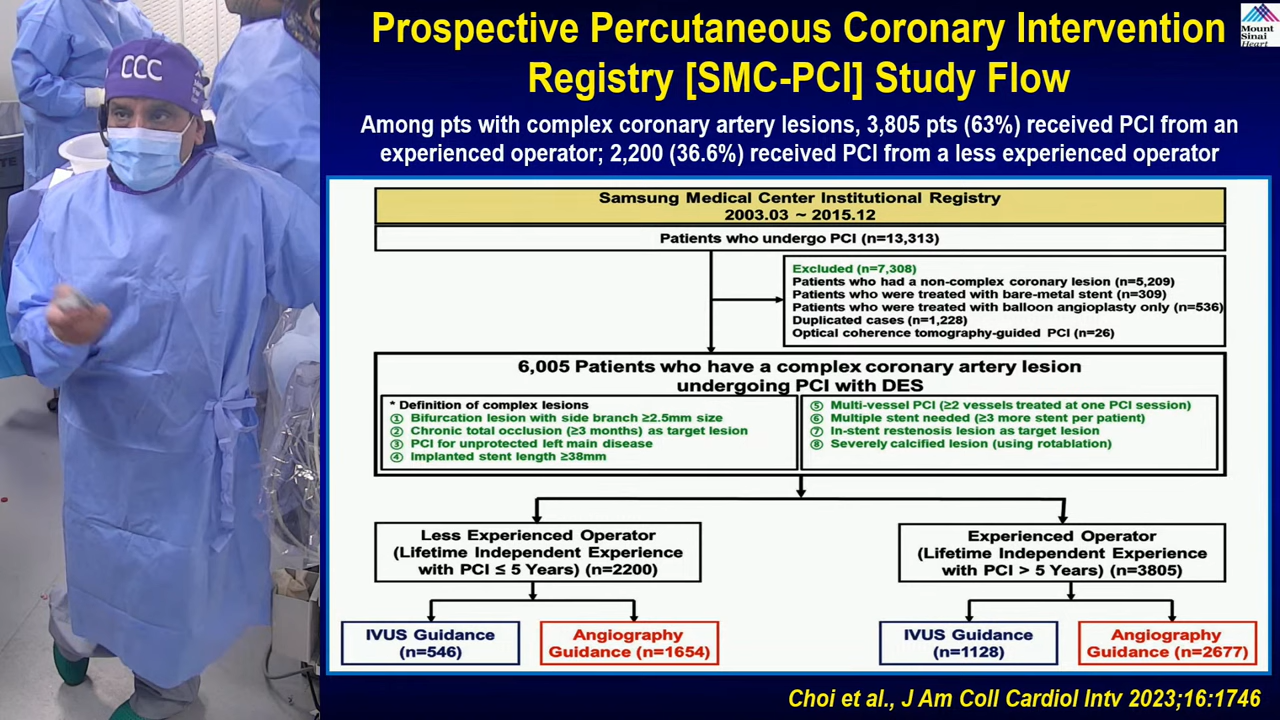 CCC
Prospective Percutaneous Coronary Intervention
Registry [SMC-PCI] Study Flow
Mount
Sinai
Heart
Among pts with complex coronary artery lesions, 3,805 pts (63%) received PCI from an
experienced operator; 2,200 (36.6%) received PCI from a less experienced operator
Samsung Medical Center Institutional Registry
2003.03 ~ 2015.12
Patients who undergo PCI (n=13,313)
Excluded (n=7,308)
Patients who had a non-complex coronary lesion (n=5,209)
Patients who were treated with bare-metal stent (n=309)
Patients who were treated with balloon angioplasty only (n=536)
Duplicated cases (n=1,228)
Optical coherence tomography-guided PCI (n=26)
6,005 Patients who have a complex coronary artery lesion
undergoing PCI with DES
* Definition of complex lesions
① Bifurcation lesion with side branch ≥2.5mm size
② Chronic total occlusion (≥3 months) as target lesion
③ PCI for unprotected left main disease
④ Implanted stent length ≥38mm
⑤ Multi-vessel PCI (≥2 vessels treated at one PCI session)
⑥ Multiple stent needed (≥3 more stent per patient)
⑦ In-stent restenosis lesion as target lesion
⑧ Severely calcified lesion (using rotablation)
Less Experienced Operator
(Lifetime Independent Experience
with PCI ≤ 5 Years) (n=2200)
Experienced Operator
(Lifetime Independent Experience
with PCI > 5 Years) (n=3805)
IVUS Guidance
(n=546)
Angiography
Guidance (n=1654)
IVUS Guidance
(n=1128)
Angiography
Guidance (n=2677)
Choi et al., J Am Coll Cardiol Intv 2023;16:1746